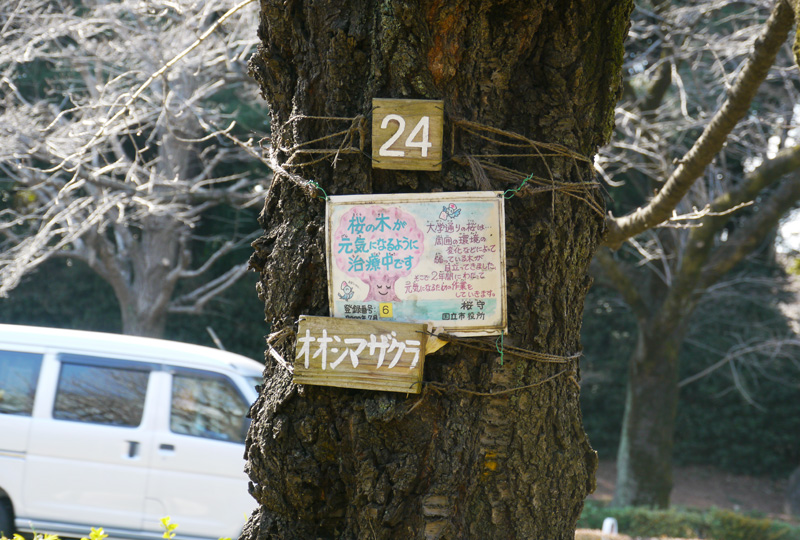 24
桜の木が
元気になるように
治療中です
大学通りの桜は
周囲の環境の
変化などによって
弱っている木が
目立ってきました
そこで2年間にわたって
元気になるための作業を
しています。
登録番号: 6
桜守
国立市役所
オオシマザクラ